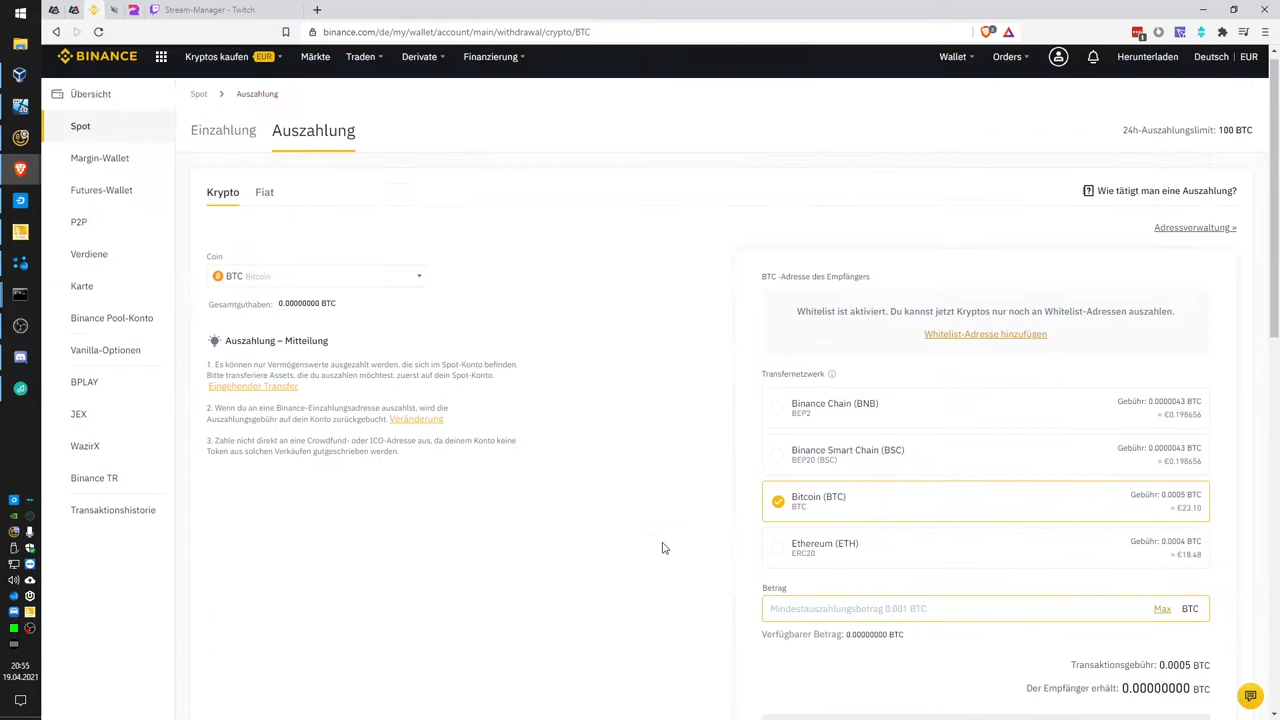 Stream-Manager - Twitch
binance.com/de/my/wallet/account/main/withdrawal/crypto/BTC
BINANCE
Kryptos kaufen EUR Märkte Traden Derivate Finanzierung
Wallet Orders Herunterladen Deutsch | EUR
Übersicht
Spot
Margin-Wallet
Futures-Wallet
P2P
Verdiene
Karte
Binance Pool-Konto
Vanilla-Optionen
BPLAY
JEX
WazirX
Binance TR
Transaktionshistorie
Spot > Auszahlung
Einzahlung Auszahlung
24h-Auszahlungslimit: 100 BTC
Krypto Fiat
Wie tätigt man eine Auszahlung?
Adressverwaltung »
Coin
BTC Bitcoin
Gesamtguthaben: 0.00000000 BTC
Auszahlung – Mitteilung
1. Es können nur Vermögenswerte ausgezahlt werden, die sich im Spot-Konto befinden.
Bitte transferiere Assets, die du auszahlen möchtest. zuerst auf dein Spot-Konto.
Eingehender Transfer
2. Wenn du an eine Binance-Einzahlungsadresse auszahlst, wird die
Auszahlungsgebühr auf dein Konto zurückgebucht. Veränderung
3. Zahle nicht direkt an eine Crowdfund- oder ICO-Adresse aus, da deinem Konto keine
Token aus solchen Verkäufen gutgeschrieben werden.
BTC -Adresse des Empfängers
Whitelist ist aktiviert. Du kannst jetzt Kryptos nur noch an Whitelist-Adressen auszahlen.
Whitelist-Adresse hinzufügen
Transfernetzwerk
Binance Chain (BNB) Gebühr: 0.0000043 BTC
BEP2 ≈ €0.198656
Binance Smart Chain (BSC) Gebühr: 0.0000043 BTC
BEP20 (BSC) ≈ €0.198656
Bitcoin (BTC) Gebühr: 0.0005 BTC
BTC ≈ €23.10
Ethereum (ETH) Gebühr: 0.0004 BTC
ERC20 ≈ €18.48
Betrag
Mindestauszahlungsbetrag 0.001 BTC Max BTC
Verfügbarer Betrag: 0.00000000 BTC
Transaktionsgebühr: 0.0005 BTC
Der Empfänger erhält: 0.00000000 BTC
20:55
19.04.2021